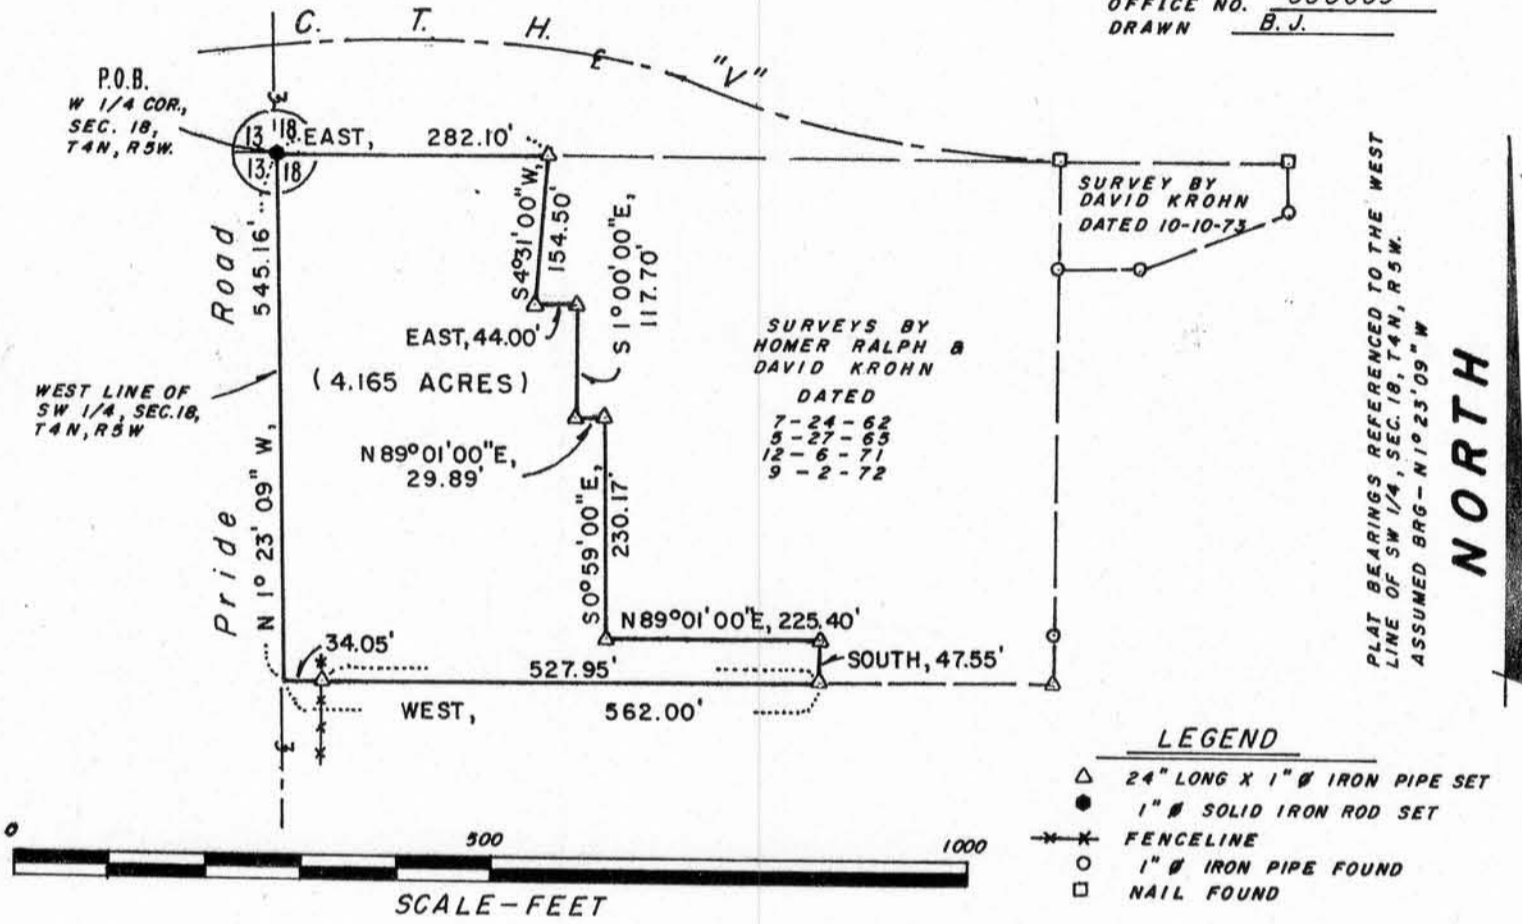 OFFICE NO.
DRAWN B.J.
C. T. H. "V"
℄
P.O.B.
W 1/4 COR.,
SEC. 18,
T4N, R5W.
℄
13 18
13 18
EAST, 282.10'
S4°31'00"W,
154.50'
S 1°00'00"E,
117.70'
EAST, 44.00'
(4.165 ACRES)
Road
545.16'
WEST LINE OF
SW 1/4, SEC.18,
T4N, R5W
N 89°01'00"E,
29.89'
S0°59'00"E,
230.17'
Pride
N 1° 23' 09" W,
N89°01'00"E, 225.40'
SOUTH, 47.55'
34.05'
527.95'
WEST, 562.00'
℄
SURVEY BY
DAVID KROHN
DATED 10-10-73
SURVEYS BY
HOMER RALPH &
DAVID KROHN
DATED
7-24-62
5-27-65
12-6-71
9-2-72
PLAT BEARINGS REFERENCED TO THE WEST
LINE OF SW 1/4, SEC. 18, T4N, R5W.
ASSUMED BRG-N1° 23' 09" W
NORTH
LEGEND
24" LONG X 1" Ø IRON PIPE SET
1" Ø SOLID IRON ROD SET
FENCELINE
1" Ø IRON PIPE FOUND
NAIL FOUND
0 500 1000
SCALE-FEET